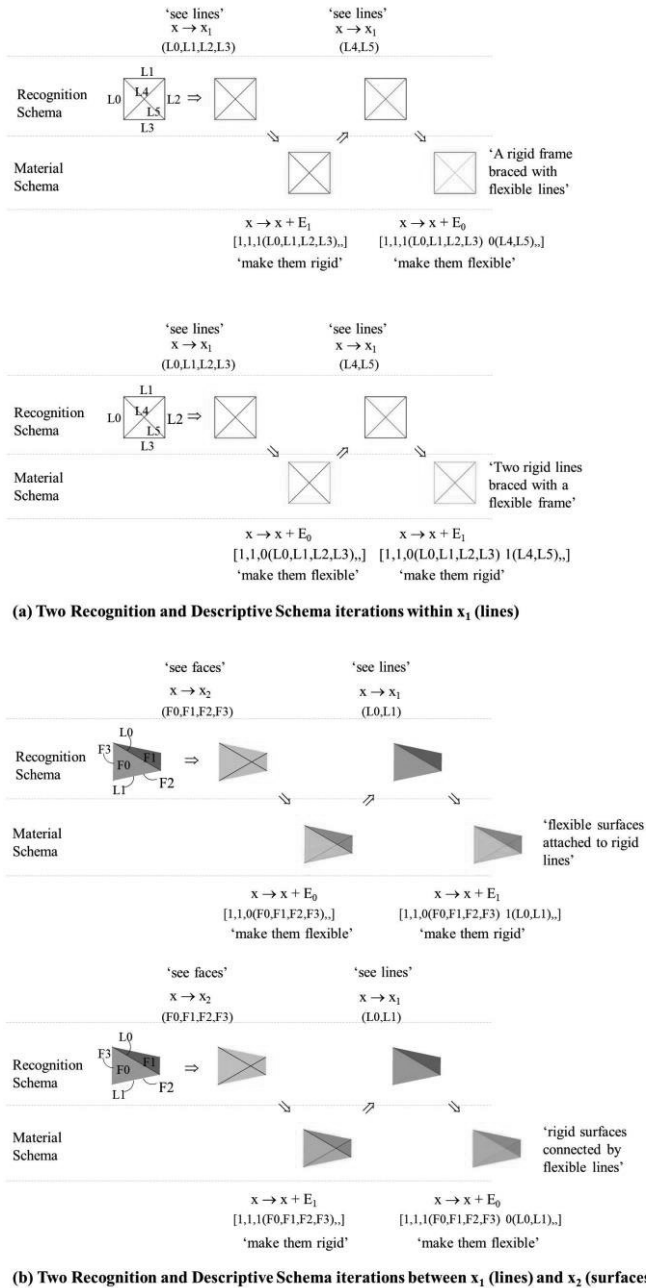 ‘see lines’ ‘see lines’
x → x₁ x → x₁
(L0,L1,L2,L3) (L4,L5)
L1
Recognition Schema
L0 L4 L2 ⇒
L5
L3
Material Schema
‘A rigid frame braced with flexible lines’
x → x + E₁ x → x + E₀
[1,1,1(L0,L1,L2,L3),,] [1,1,1(L0,L1,L2,L3) 0(L4,L5),,]
‘make them rigid’ ‘make them flexible’
‘see lines’ ‘see lines’
x → x₁ x → x₁
(L0,L1,L2,L3) (L4,L5)
L1
Recognition Schema
L0 L4 L2 ⇒
L5
L3
Material Schema
‘Two rigid lines braced with a flexible frame’
x → x + E₀ x → x + E₁
[1,1,0(L0,L1,L2,L3),,] [1,1,0(L0,L1,L2,L3) 1(L4,L5),,]
‘make them flexible’ ‘make them rigid’
(a) Two Recognition and Descriptive Schema iterations within x₁ (lines)
‘see faces’ ‘see lines’
x → x₂ x → x₁
(F0,F1,F2,F3) (L0,L1)
L0
Recognition Schema
F3 F0 F1 ⇒
L1 F2
Material Schema
‘flexible surfaces attached to rigid lines’
x → x + E₀ x → x + E₁
[1,1,0(F0,F1,F2,F3),,] [1,1,0(F0,F1,F2,F3) 1(L0,L1),,]
‘make them flexible’ ‘make them rigid’
‘see faces’ ‘see lines’
x → x₂ x → x₁
(F0,F1,F2,F3) (L0,L1)
L0
Recognition Schema
F3 F0 F1 ⇒
L1 F2
Material Schema
‘rigid surfaces connected by flexible lines’
x → x + E₁ x → x + E₀
[1,1,1(F0,F1,F2,F3),,] [1,1,1(F0,F1,F2,F3) 0(L0,L1),,]
‘make them rigid’ ‘make them flexible’
(b) Two Recognition and Descriptive Schema iterations between x₁ (lines) and x₂ (surfaces